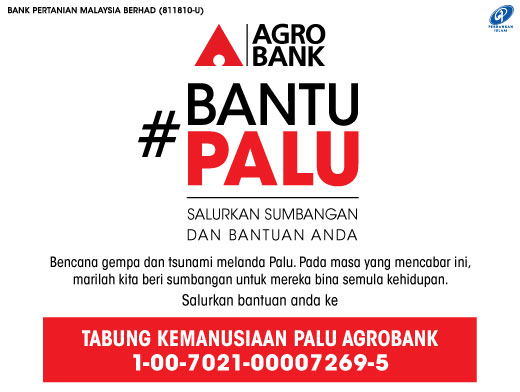 BANK PERTANIAN MALAYSIA BERHAD (811810-U)
AGRO
BANK
PERBANKAN
ISLAM
#BANTU
PALU
SALURKAN SUMBANGAN
DAN BANTUAN ANDA
Bencana gempa dan tsunami melanda Palu. Pada masa yang mencabar ini,
marilah kita beri sumbangan untuk mereka bina semula kehidupan.
Salurkan bantuan anda ke
TABUNG KEMANUSIAAN PALU AGROBANK
1-00-7021-00007269-5